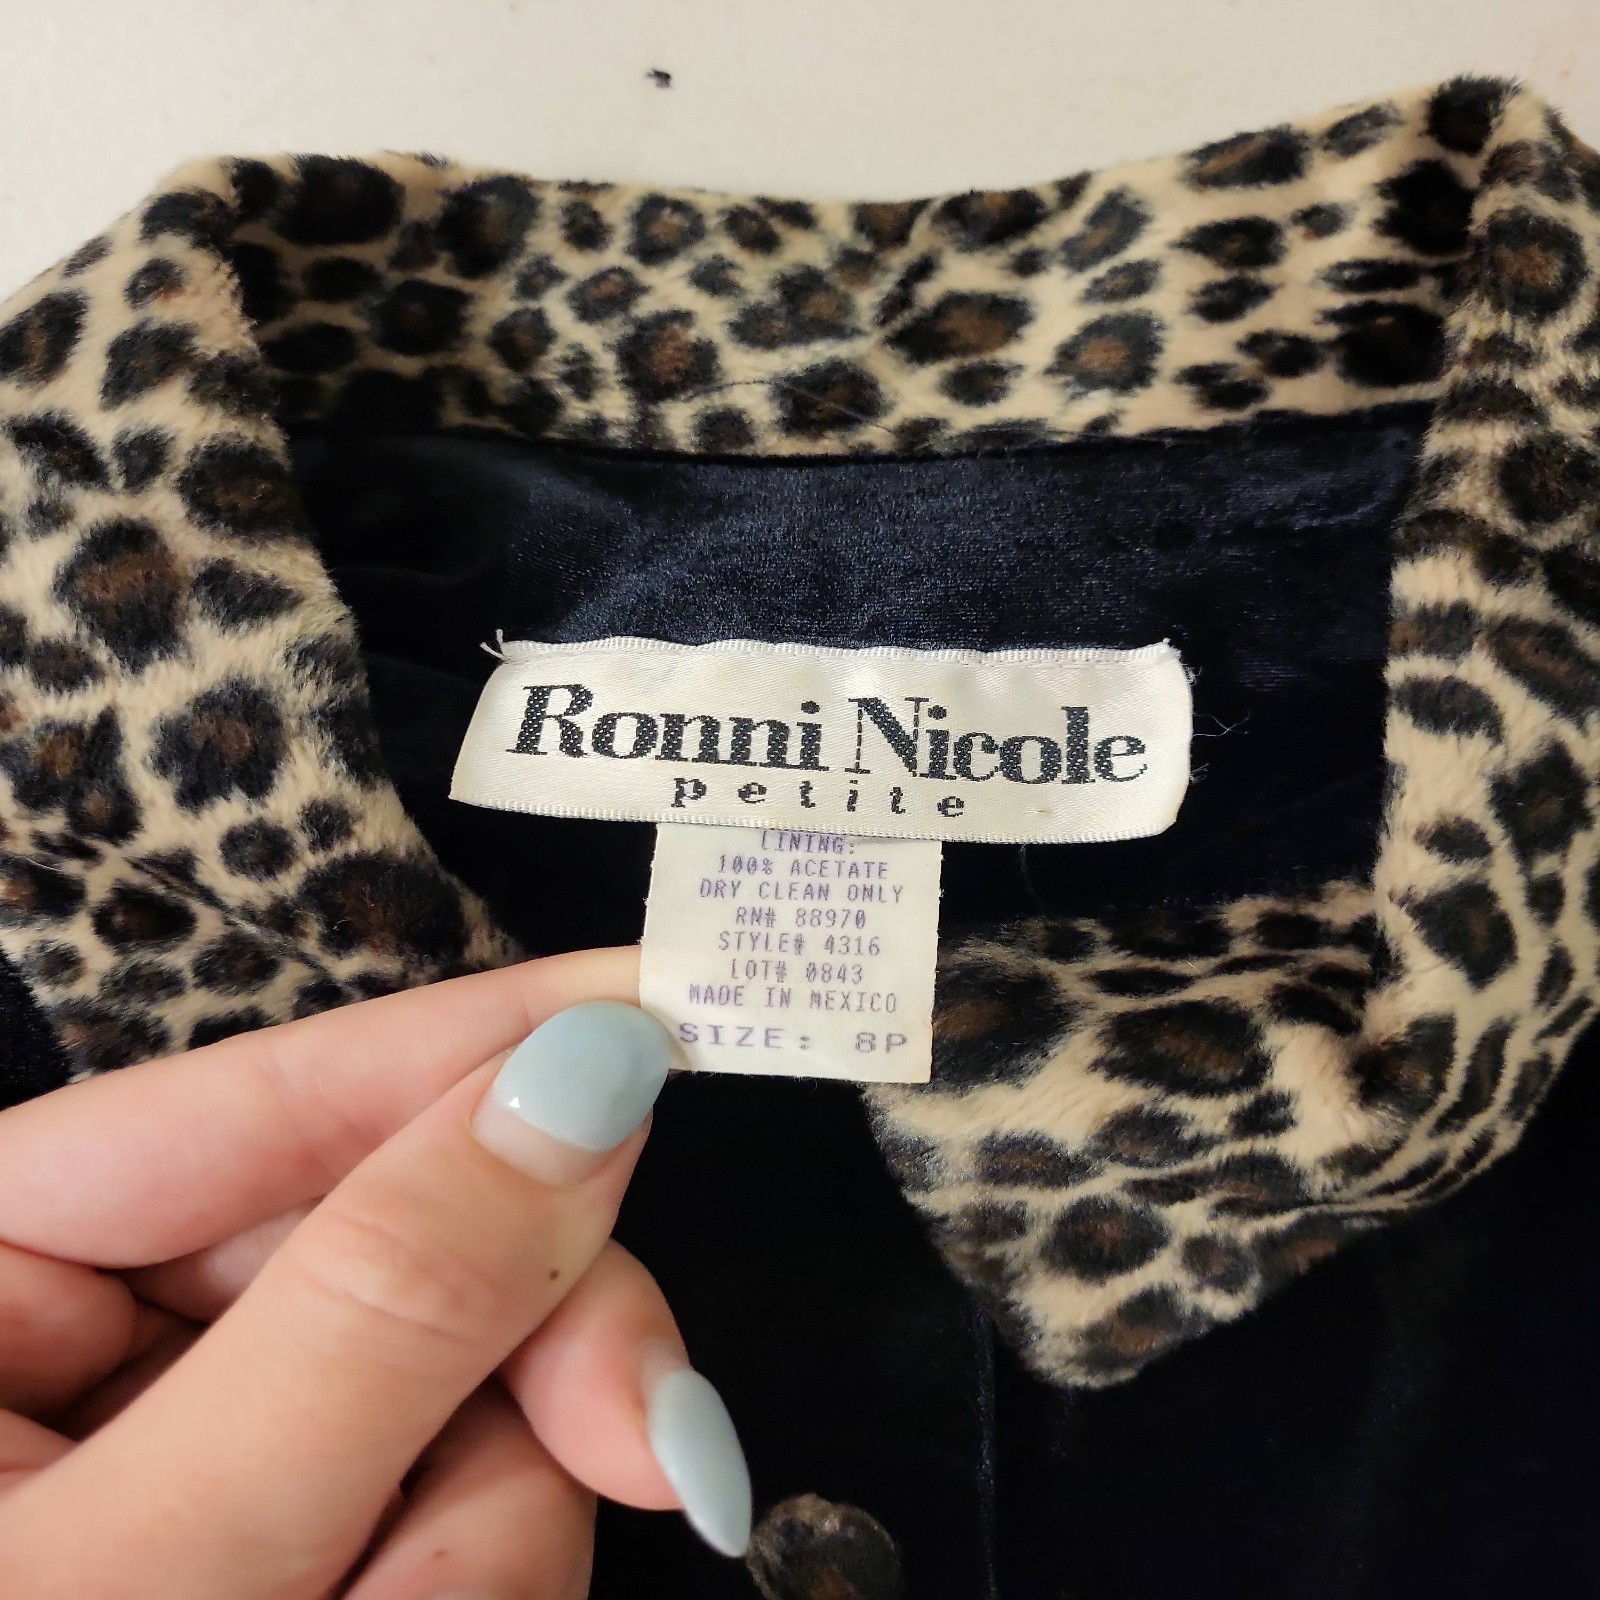 Ronni Nicole
petite
LINING:
100% ACETATE
DRY CLEAN ONLY
RN# 88970
STYLE# 4316
LOT# 0843
MADE IN MEXICO
SIZE: 8P